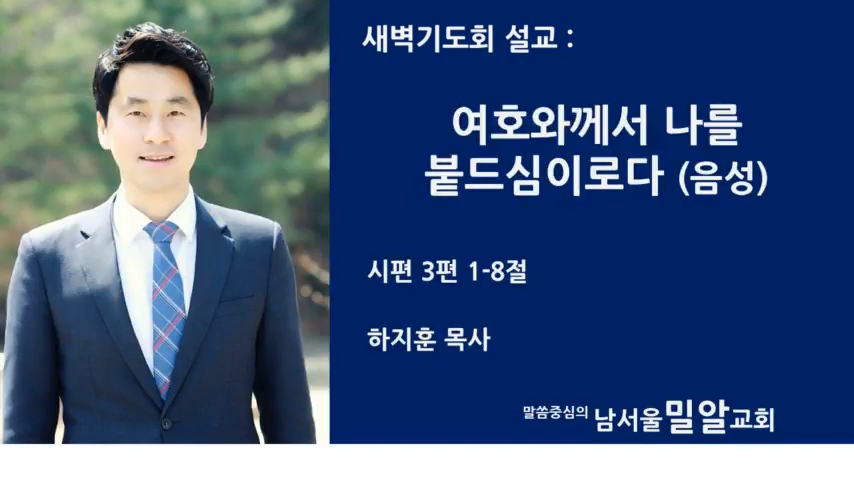 새벽기도회 설교 :
여호와께서 나를
붙드심이로다 (음성)
시편 3편 1-8절
하지훈 목사
말씀중심의 남서울밀알교회